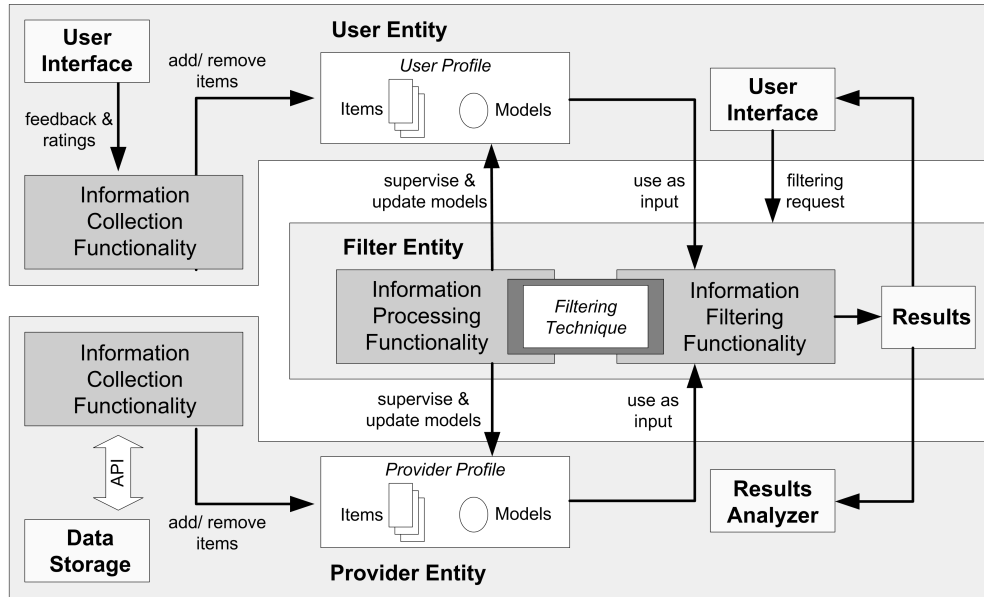 User Entity
User
Interface
add/ remove
items
User Profile
Items
Models
User
Interface
feedback &
ratings
Information
Collection
Functionality
supervise &
update models
use as
input
filtering
request
Filter Entity
Information
Processing
Functionality
Filtering
Technique
Information
Filtering
Functionality
Results
Information
Collection
Functionality
supervise &
update models
use as
input
API
Provider Profile
Items
Models
Results
Analyzer
Data
Storage
add/ remove
items
Provider Entity